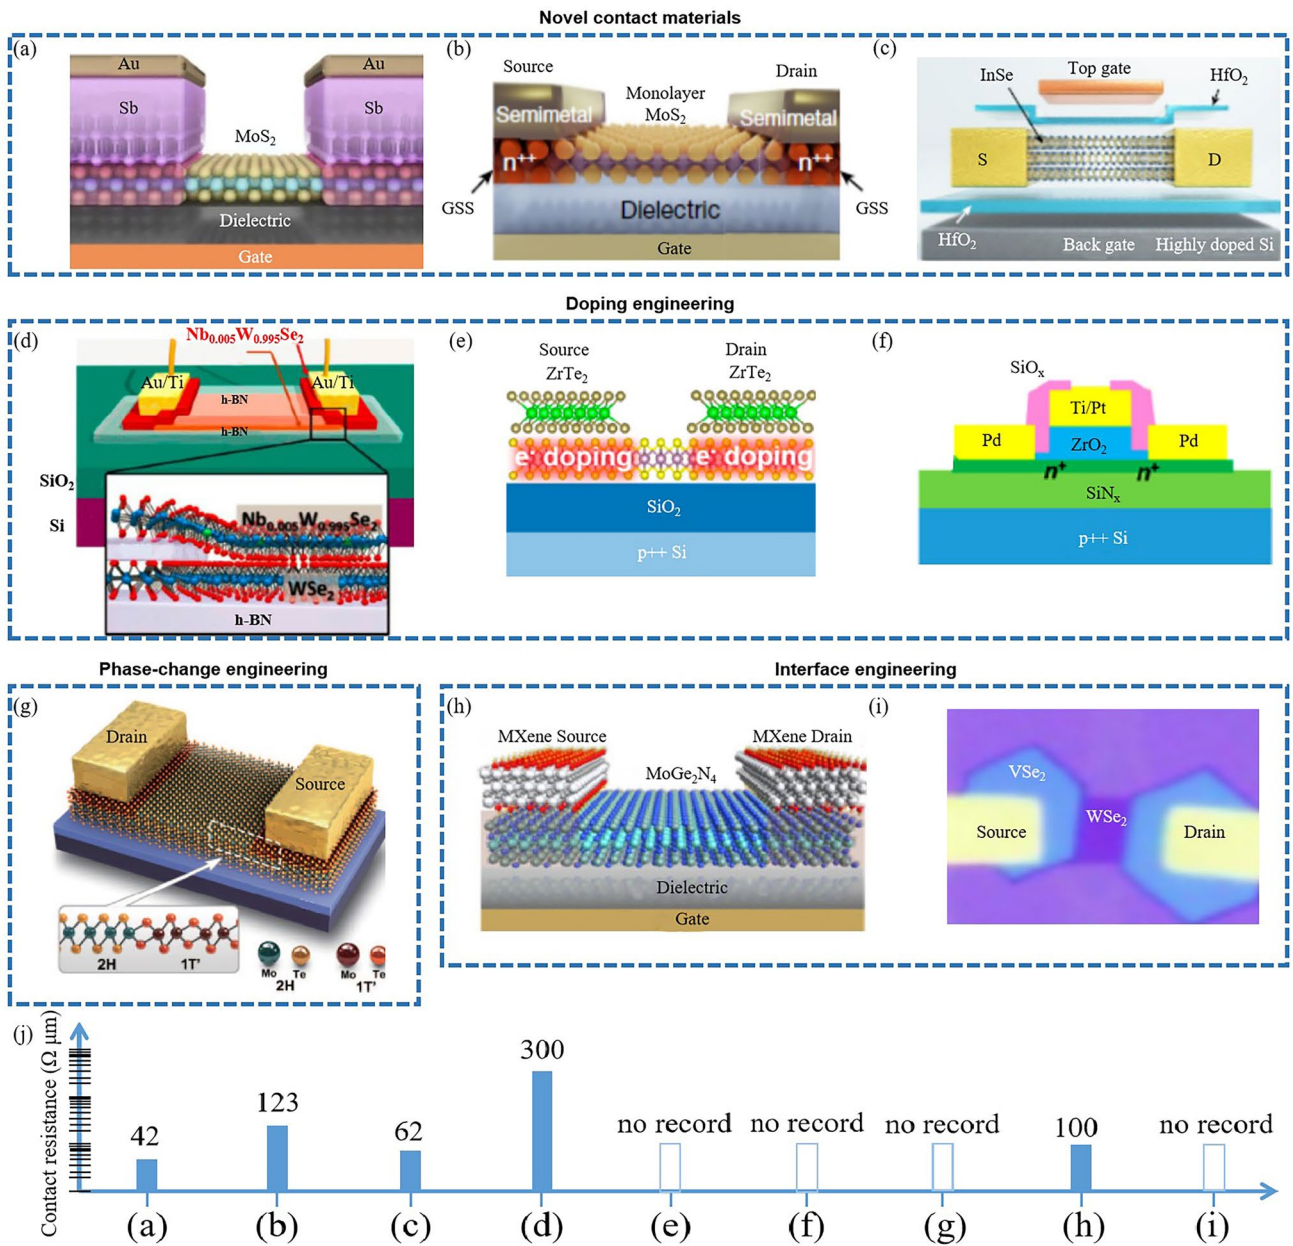 Novel contact materials
(a)
Au
Au
Sb
Sb
MoS2
Dielectric
Gate
(b)
Source
Drain
Monolayer
MoS2
Semimetal
Semimetal
n++
n++
GSS
GSS
Dielectric
Gate
(c)
InSe
Top gate
HfO2
S
D
HfO2
Back gate
Highly doped Si
Doping engineering
(d)
Nb0.005W0.995Se2
Au/Ti
Au/Ti
h-BN
h-BN
SiO2
Si
Nb0.005W0.995Se2
WSe2
h-BN
(e)
Source
ZrTe2
Drain
ZrTe2
e- doping
e- doping
SiO2
p++ Si
(f)
SiOx
Ti/Pt
Pd
ZrO2
Pd
n+
n+
SiNx
p++ Si
Phase-change engineering
(g)
Drain
Source
2H
1T'
Mo
Te
2H
Mo
Te
1T'
Interface engineering
(h)
MXene Source
MXene Drain
MoGe2N4
Dielectric
Gate
(i)
VSe2
WSe2
Source
Drain
(j)
Contact resistance (Ω μm)
42
123
62
300
no record
no record
no record
100
no record
(a)
(b)
(c)
(d)
(e)
(f)
(g)
(h)
(i)